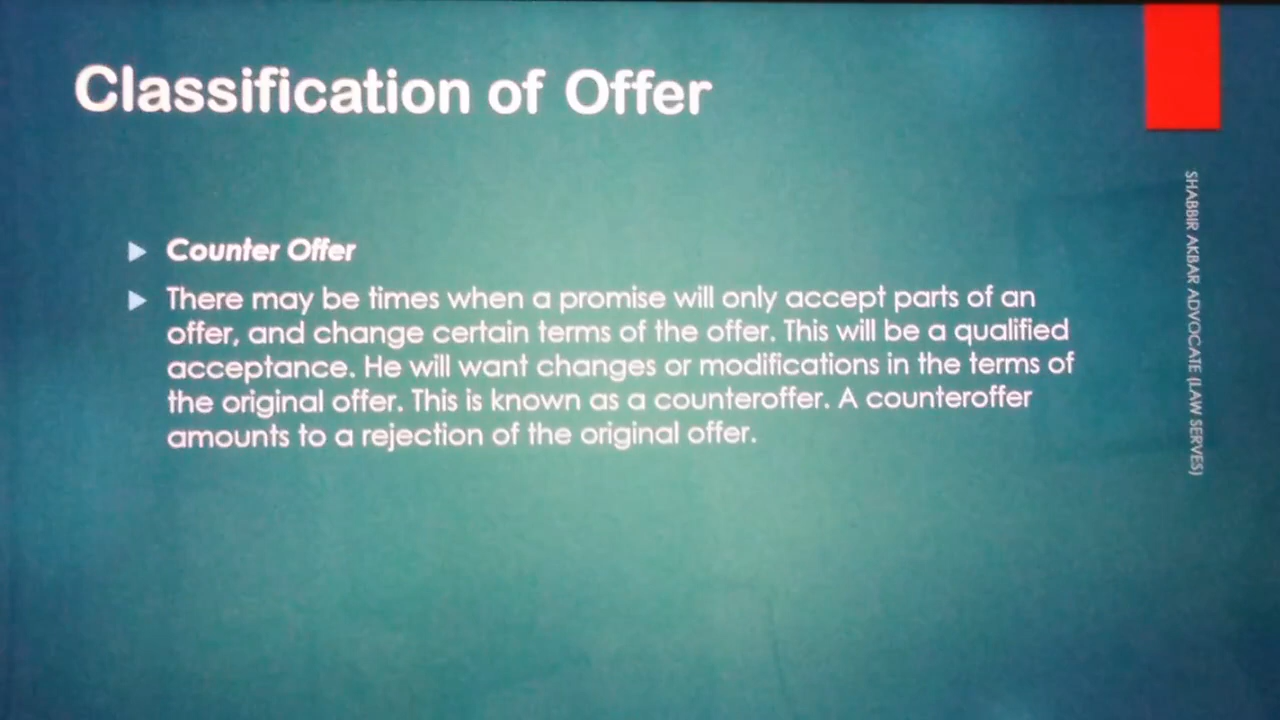 Classification of Offer
Counter Offer
There may be times when a promise will only accept parts of an
offer, and change certain terms of the offer. This will be a qualified
acceptance. He will want changes or modifications in the terms of
the original offer. This is known as a counteroffer. A counteroffer
amounts to a rejection of the original offer.
SHABBIR AKBAR ADVOCATE (LAW SERVES)